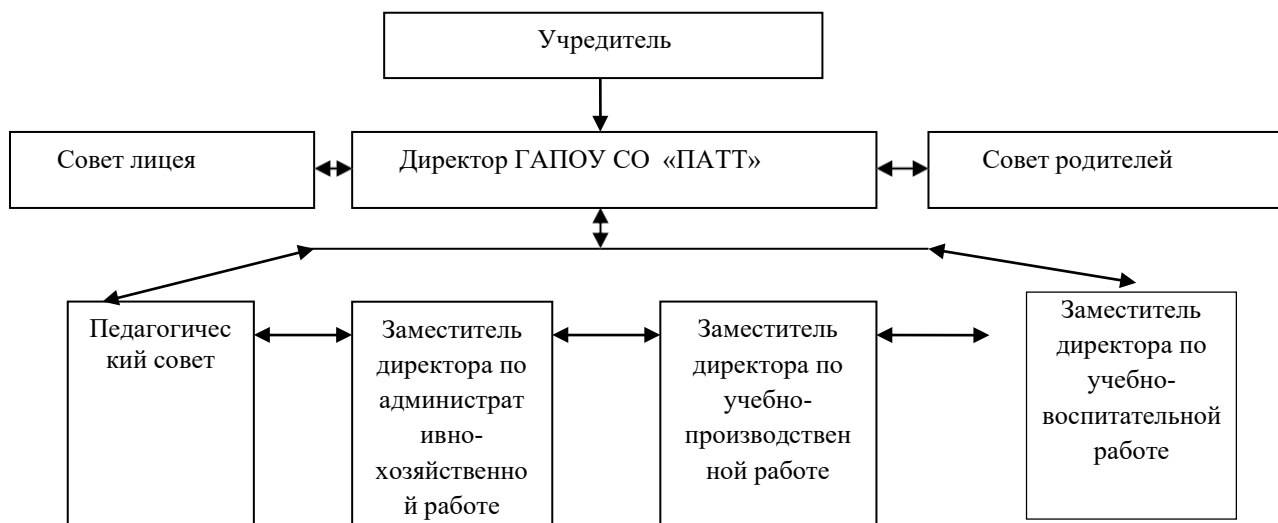 Учредитель
Совет лицея
Директор ГАПОУ СО «ПАТТ»
Совет родителей
Педагогичес
кий совет
Заместитель
директора по
администрат
ивно-
хозяйственно
й работе
Заместитель
директора по
учебно-
производствен
ной работе
Заместитель
директора по
учебно-
воспитательной
работе